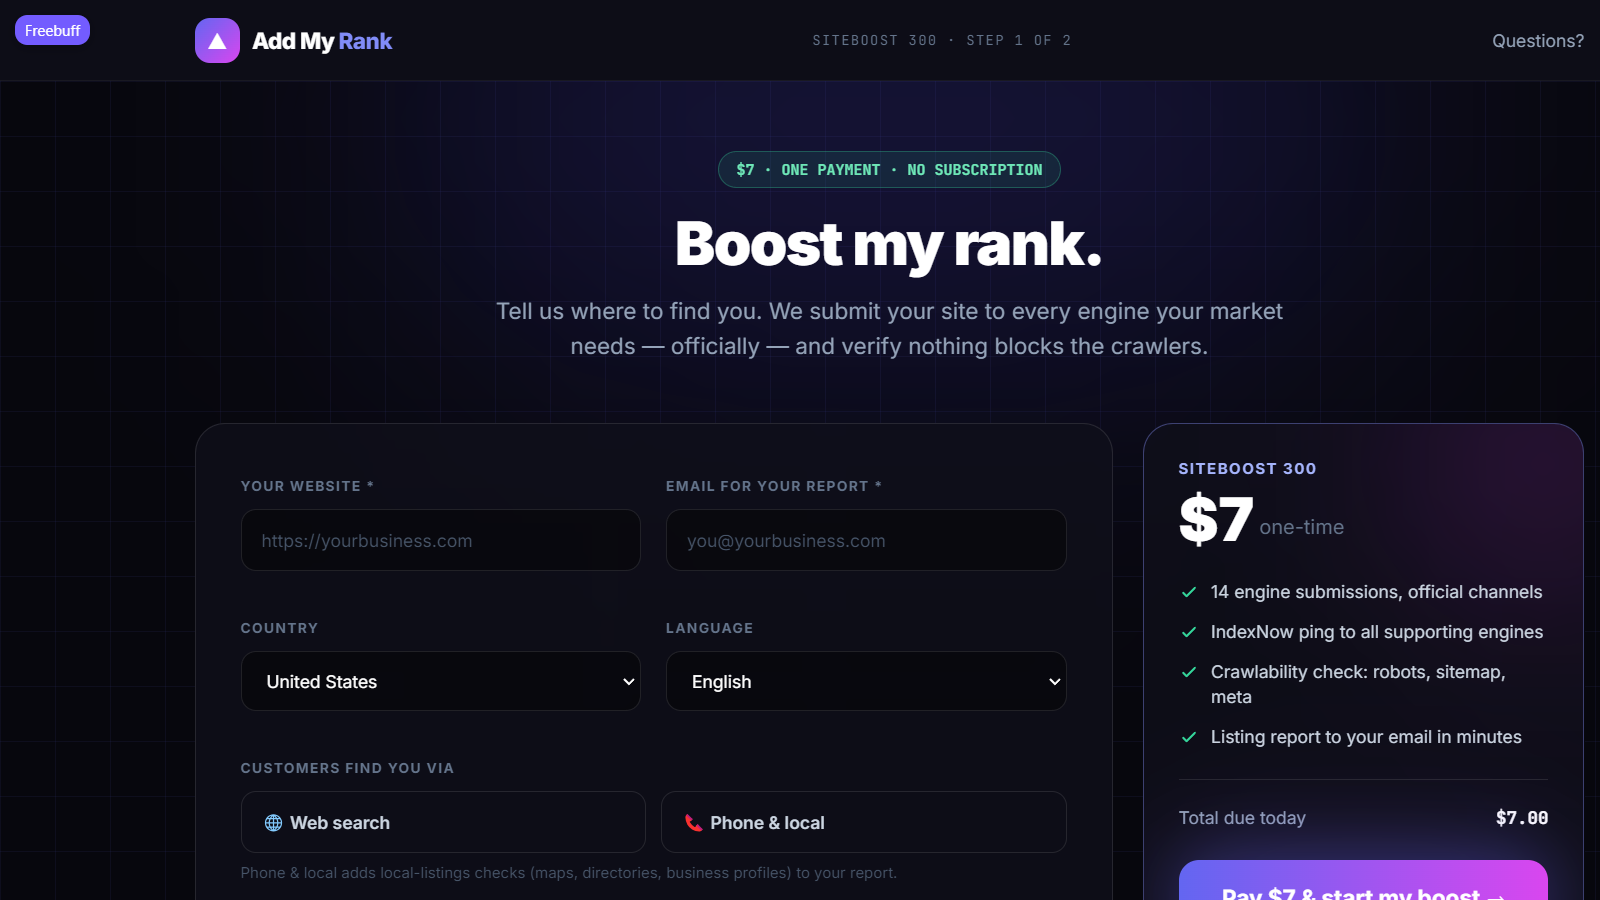 Freebuff
Add My Rank
SITEBOOST 300 · STEP 1 OF 2
Questions?
$7 · ONE PAYMENT · NO SUBSCRIPTION
Boost my rank.
Tell us where to find you. We submit your site to every engine your market
needs — officially — and verify nothing blocks the crawlers.
YOUR WEBSITE *
EMAIL FOR YOUR REPORT *
https://yourbusiness.com
you@yourbusiness.com
COUNTRY
LANGUAGE
United States
English
CUSTOMERS FIND YOU VIA
Web search
Phone & local
Phone & local adds local-listings checks (maps, directories, business profiles) to your report.
SITEBOOST 300
$7 one-time
14 engine submissions, official channels
IndexNow ping to all supporting engines
Crawlability check: robots, sitemap,
meta
Listing report to your email in minutes
Total due today
$7.00
Pay $7 & start my boost →